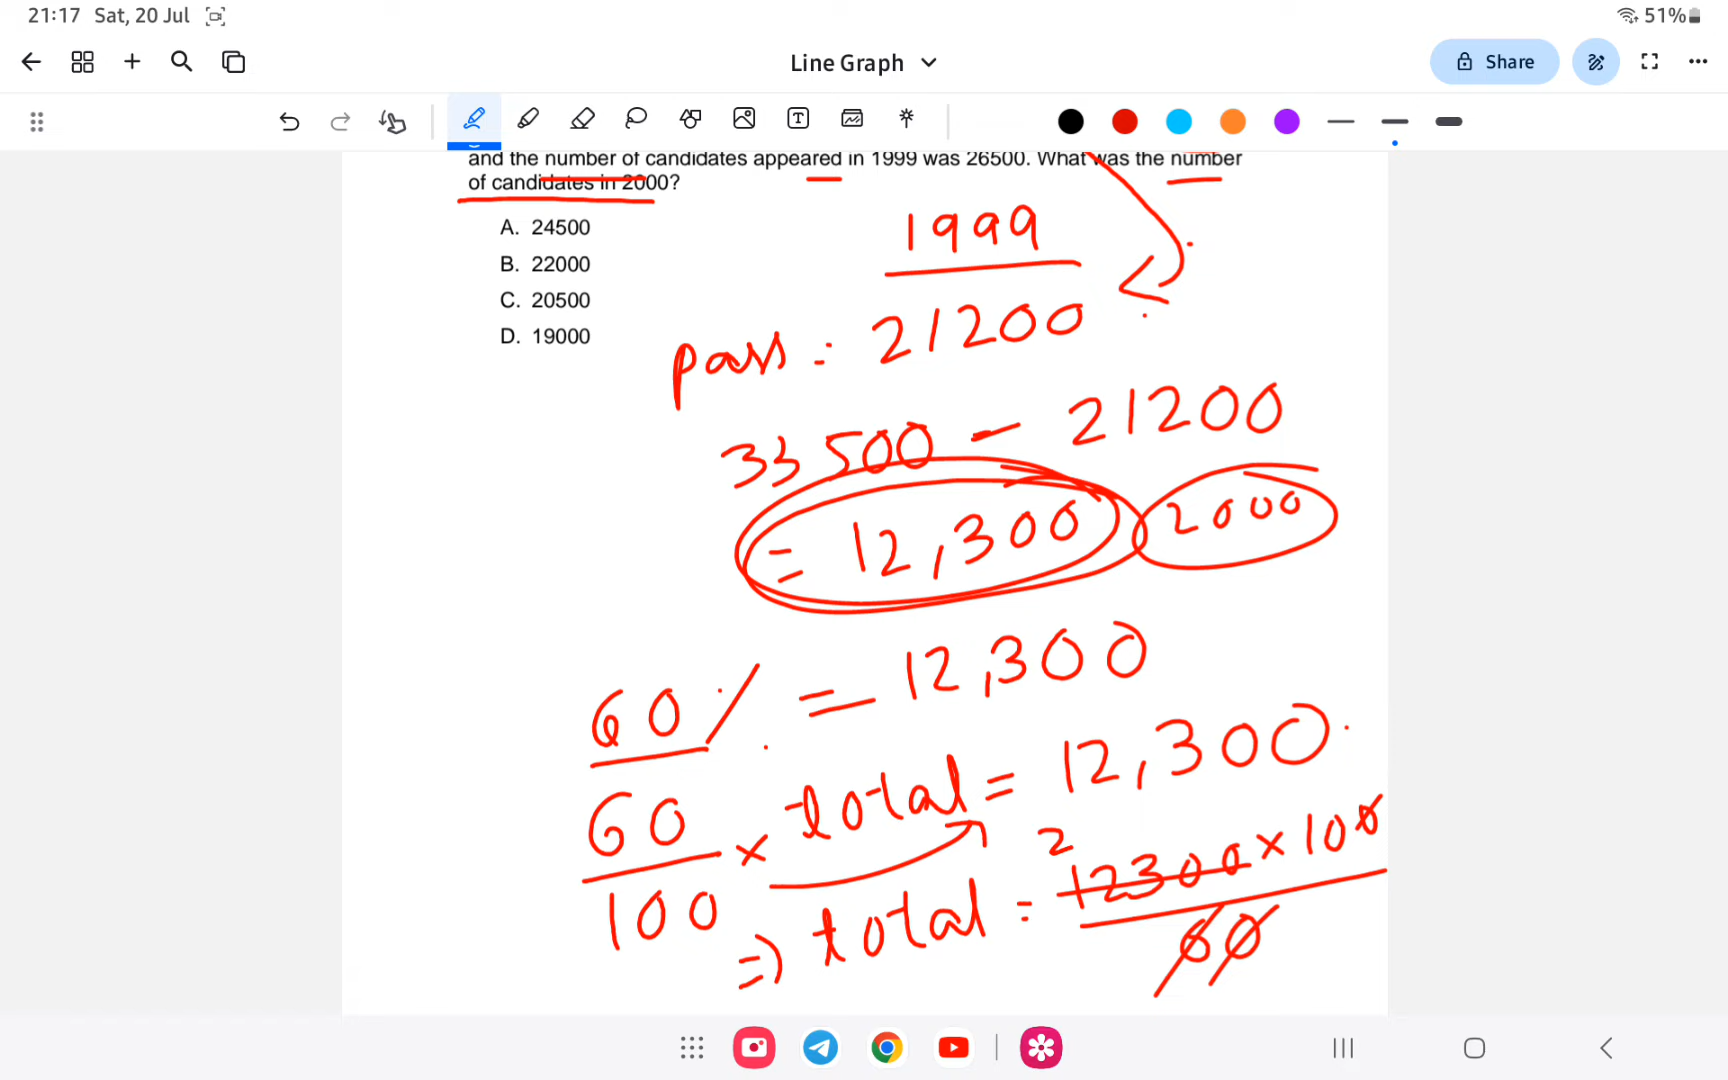 21:17 Sat, 20 Jul 51%
Line Graph Share
and the number of candidates appeared in 1999 was 26500. What was the number
of candidates in 2000?
A. 24500
B. 22000
C. 20500
D. 19000
1999
pass : 21200
33500 - 21200
= 12,300 2000
60% = 12,300
60
100 × total = 12,300
2
⇒ total = 12300 × 100
60